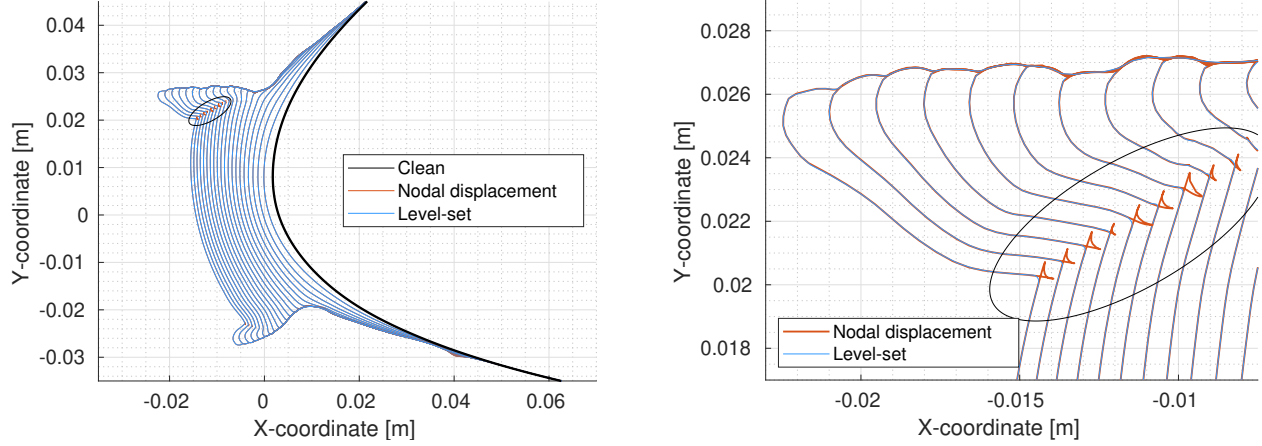 0.04
0.03
0.02
0.01
0
-0.01
-0.02
-0.03
Y-coordinate [m]
-0.02
0
0.02
0.04
0.06
X-coordinate [m]
Clean
Nodal displacement
Level-set
0.028
0.026
0.024
0.022
0.02
0.018
Y-coordinate [m]
-0.02
-0.015
-0.01
X-coordinate [m]
Nodal displacement
Level-set